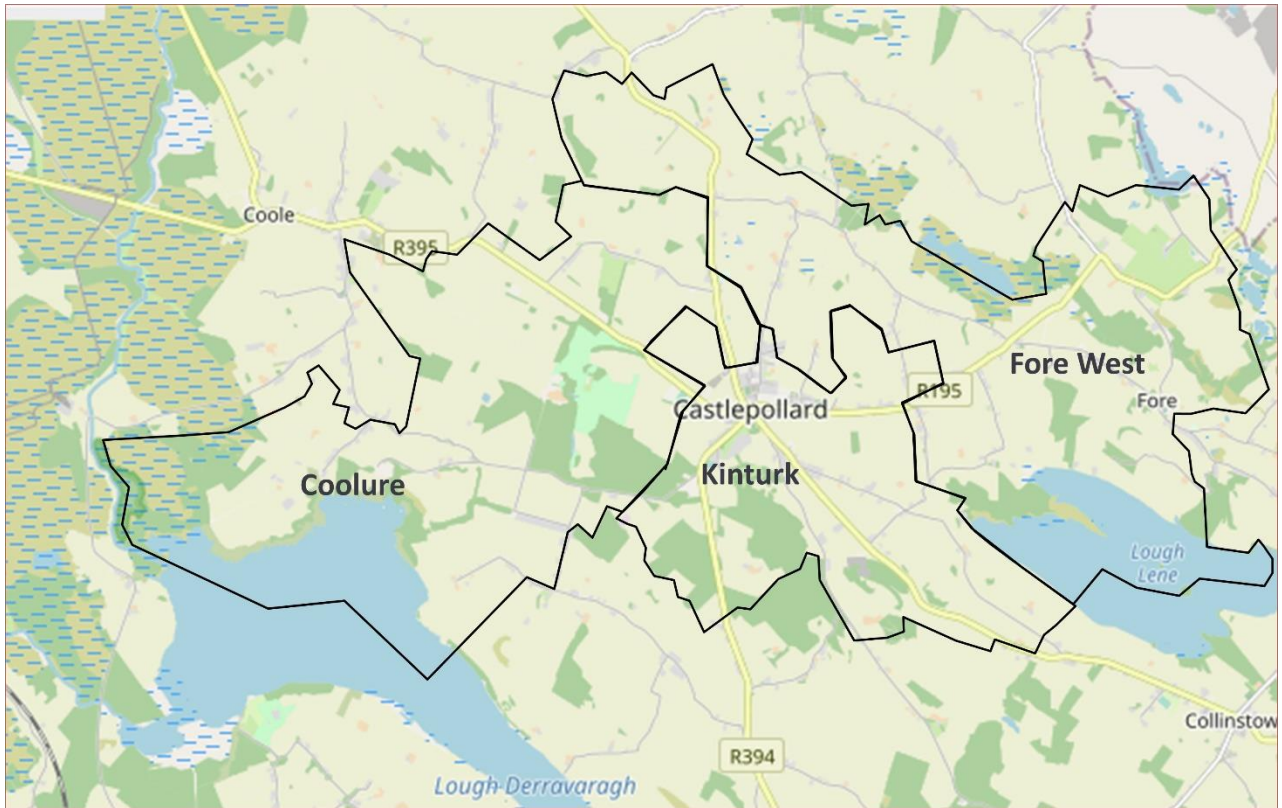 Coole
R395
Fore West
R195
Fore
Castlepollard
Kinturk
Coolure
Lough
Lene
Collinstow
R394
Lough Derravaragh